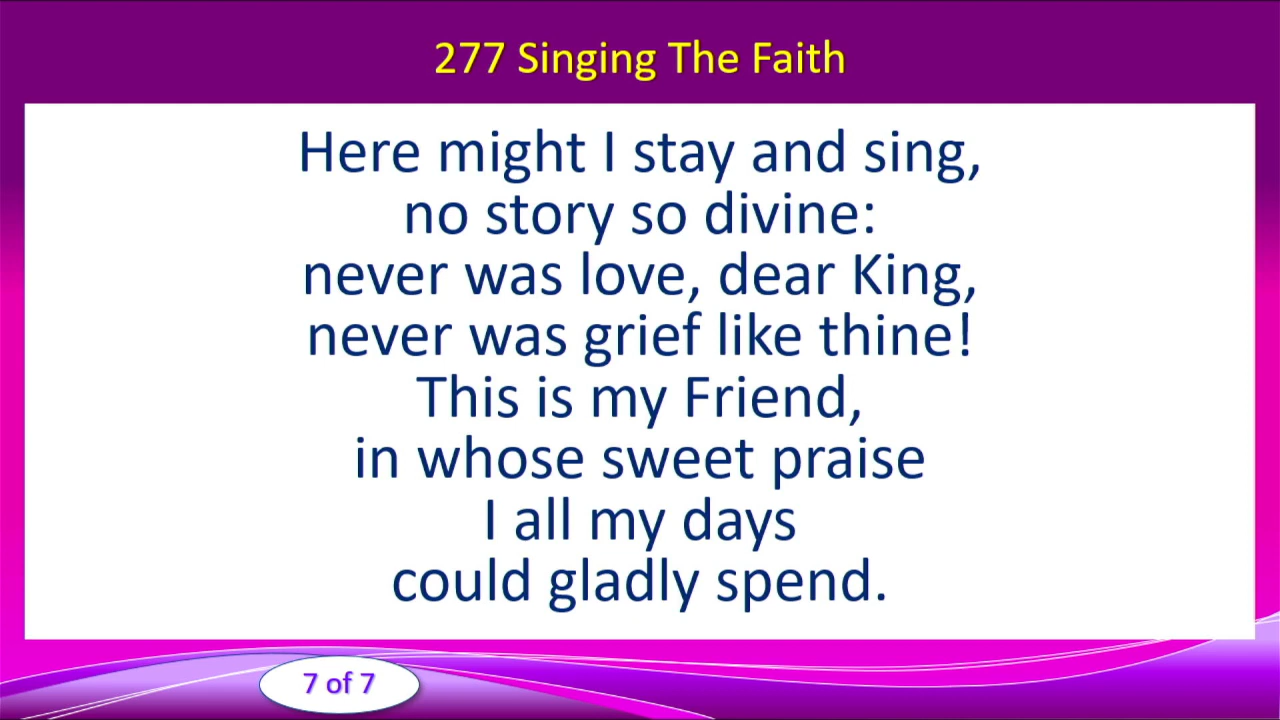 277 Singing The Faith
Here might I stay and sing,
no story so divine:
never was love, dear King,
never was grief like thine!
This is my Friend,
in whose sweet praise
I all my days
could gladly spend.
7 of 7